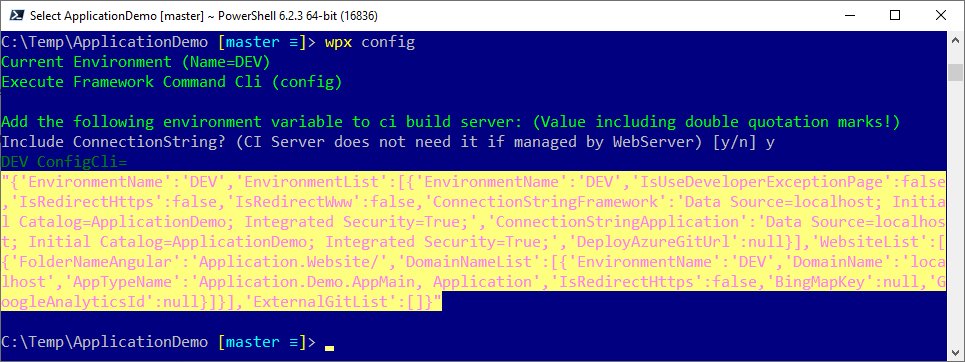 Select ApplicationDemo [master] ~ PowerShell 6.2.3 64-bit (16836)
C:\Temp\ApplicationDemo [master ≡]> wpx config
Current Environment (Name=DEV)
Execute Framework Command Cli (config)
Add the following environment variable to ci build server: (Value including double quotation marks!)
Include ConnectionString? (CI Server does not need it if managed by WebServer) [y/n] y
DEV ConfigCli=
"{'EnvironmentName':'DEV','EnvironmentList':[{'EnvironmentName':'DEV','IsUseDeveloperExceptionPage':false
,'IsRedirectHttps':false,'IsRedirectWww':false,'ConnectionStringFramework':'Data Source=localhost; Initia
l Catalog=ApplicationDemo; Integrated Security=True;','ConnectionStringApplication':'Data Source=localhos
t; Initial Catalog=ApplicationDemo; Integrated Security=True;','DeployAzureGitUrl':null}],'WebsiteList':[
{'FolderNameAngular':'Application.Website/','DomainNameList':[{'EnvironmentName':'DEV','DomainName':'loca
lhost','AppTypeName':'Application.Demo.AppMain, Application','IsRedirectHttps':false,'BingMapKey':null,'G
oogleAnalyticsId':null}]}],'ExternalGitList':[]}"
C:\Temp\ApplicationDemo [master ≡]>